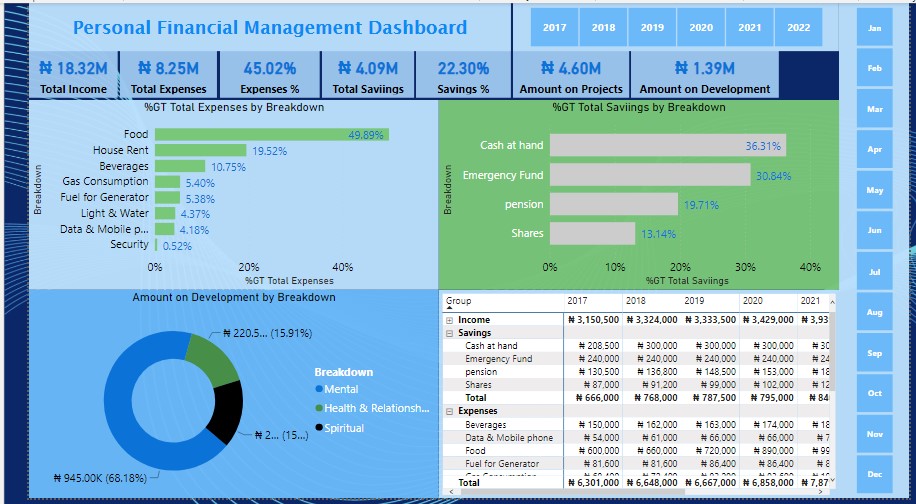 Personal Financial Management Dashboard
2017 2018 2019 2020 2021 2022
Jan
Feb
Mar
Apr
May
Jun
Jul
Aug
Sep
Oct
Nov
Dec
₦ 18.32M ₦ 8.25M 45.02% ₦ 4.09M 22.30% ₦ 4.60M ₦ 1.39M
Total Income Total Expenses Expenses % Total Saviings Savings % Amount on Projects Amount on Development
%GT Total Expenses by Breakdown
Breakdown
Food 49.89%
House Rent 19.52%
Beverages 10.75%
Gas Consumption 5.40%
Fuel for Generator 5.38%
Light & Water 4.37%
Data & Mobile p... 4.18%
Security 0.52%
0% 20% 40%
%GT Total Expenses
%GT Total Saviings by Breakdown
Breakdown
Cash at hand 36.31%
Emergency Fund 30.84%
pension 19.71%
Shares 13.14%
0% 10% 20% 30% 40%
%GT Total Saviings
Amount on Development by Breakdown
₦ 220.5... (15.91%)
₦ 2... (15...)
₦ 945.00K (68.18%)
Breakdown
Mental
Health & Relationsh...
Spiritual
Group 2017 2018 2019 2020 2021
Income ₦ 3,150,500 ₦ 3,324,000 ₦ 3,333,500 ₦ 3,429,000 ₦ 3,93
Savings
Cash at hand ₦ 208,500 ₦ 300,000 ₦ 300,000 ₦ 300,000 ₦ 30
Emergency Fund ₦ 240,000 ₦ 240,000 ₦ 240,000 ₦ 240,000 ₦ 24
pension ₦ 130,500 ₦ 136,800 ₦ 148,500 ₦ 153,000 ₦ 18
Shares ₦ 87,000 ₦ 91,200 ₦ 99,000 ₦ 102,000 ₦ 12
Total ₦ 666,000 ₦ 768,000 ₦ 787,500 ₦ 795,000 ₦ 84
Expenses
Beverages ₦ 150,000 ₦ 162,000 ₦ 163,000 ₦ 174,000 ₦ 18
Data & Mobile phone ₦ 54,000 ₦ 61,000 ₦ 66,000 ₦ 66,000 ₦ 7
Food ₦ 600,000 ₦ 660,000 ₦ 720,000 ₦ 890,000 ₦ 99
Fuel for Generator ₦ 81,600 ₦ 81,600 ₦ 86,400 ₦ 86,400 ₦ 8
Total ₦ 6,301,000 ₦ 6,648,000 ₦ 6,667,000 ₦ 6,858,000 ₦ 7,87